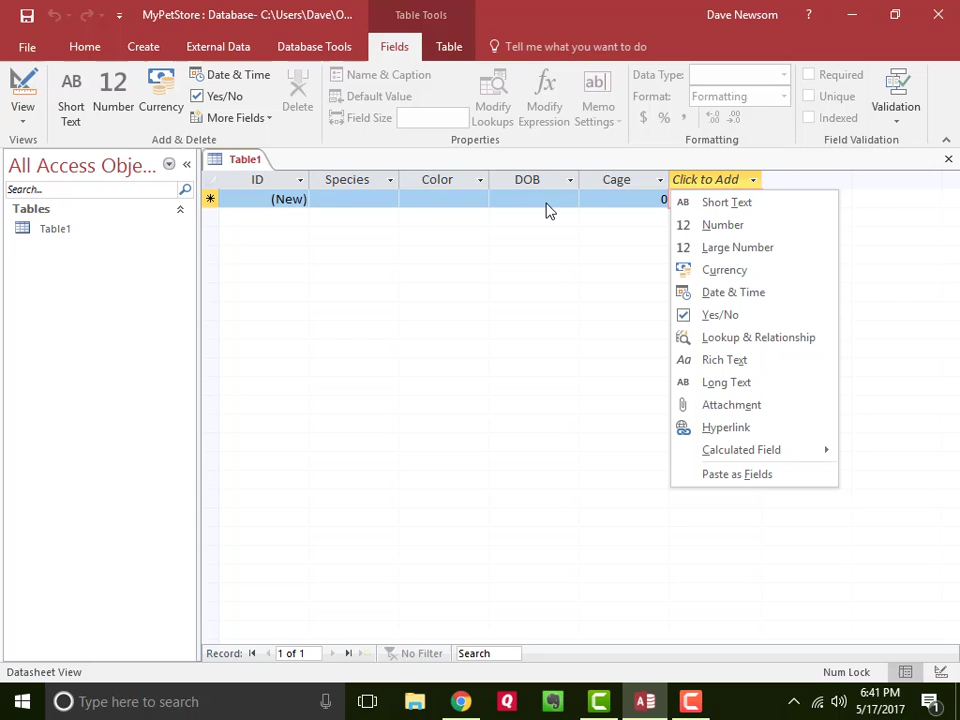 MyPetStore : Database- C:\Users\Dave\O...
Table Tools
Dave Newsom
?
File
Home
Create
External Data
Database Tools
Fields
Table
Tell me what you want to do
View
Views
AB
Short
Text
12
Number
Currency
Date & Time
Yes/No
More Fields
Delete
Add & Delete
Name & Caption
Default Value
Field Size
Modify
Lookups
fx
Modify
Expression
ab
Memo
Settings
Properties
Data Type:
Format:
Formatting
$ % ,
Formatting
Required
Unique
Indexed
Validation
Field Validation
All Access Obje...
Search...
Tables
Table1
Table1
ID Species Color DOB Cage Click to Add
(New) 0
AB Short Text
12 Number
12 Large Number
Currency
Date & Time
Yes/No
Lookup & Relationship
Aa Rich Text
AB Long Text
Attachment
Hyperlink
Calculated Field
Paste as Fields
Record: 1 of 1 No Filter Search
Datasheet View
Num Lock
Type here to search
Q
C
A
C
6:41 PM
5/17/2017
1